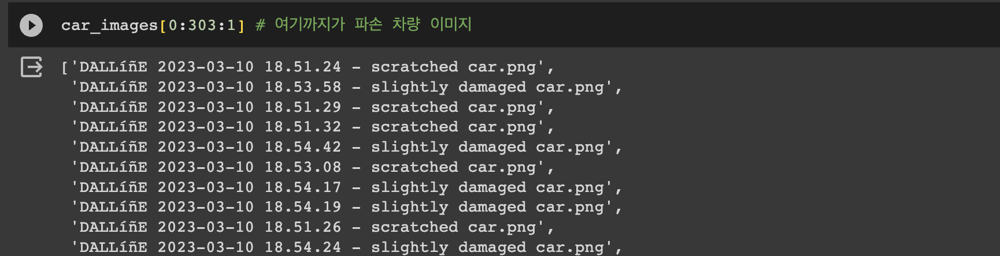 car_images[0:303:1] # 여기까지가 파손 차량 이미지
['DALLíñE 2023-03-10 18.51.24 - scratched car.png',
'DALLíñE 2023-03-10 18.53.58 - slightly damaged car.png',
'DALLíñE 2023-03-10 18.51.29 - scratched car.png',
'DALLíñE 2023-03-10 18.51.32 - scratched car.png',
'DALLíñE 2023-03-10 18.54.42 - slightly damaged car.png',
'DALLíñE 2023-03-10 18.53.08 - scratched car.png',
'DALLíñE 2023-03-10 18.54.17 - slightly damaged car.png',
'DALLíñE 2023-03-10 18.54.19 - slightly damaged car.png',
'DALLíñE 2023-03-10 18.51.26 - scratched car.png',
'DALLíñE 2023-03-10 18.54.24 - slightly damaged car.png',